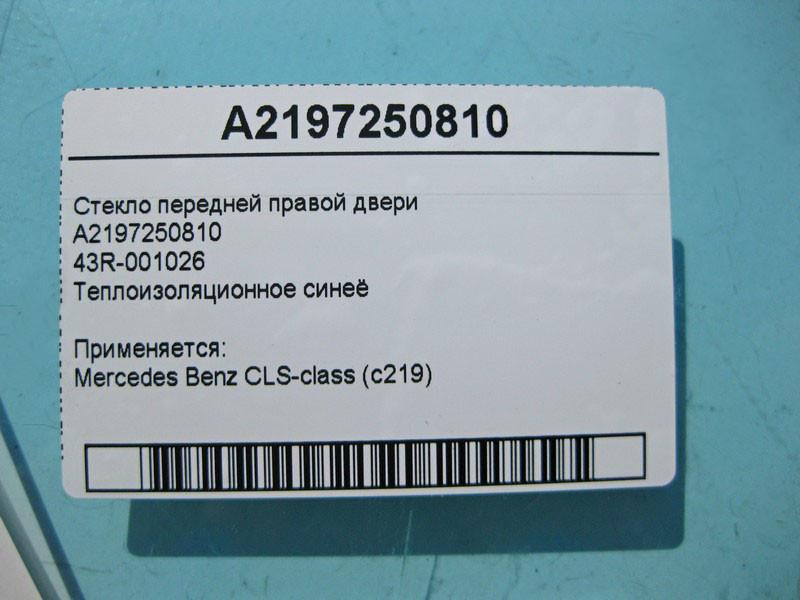 A2197250810
Стекло передней правой двери
A2197250810
43R-001026
Теплоизоляционное синеё
Применяется:
Mercedes Benz CLS-class (c219)